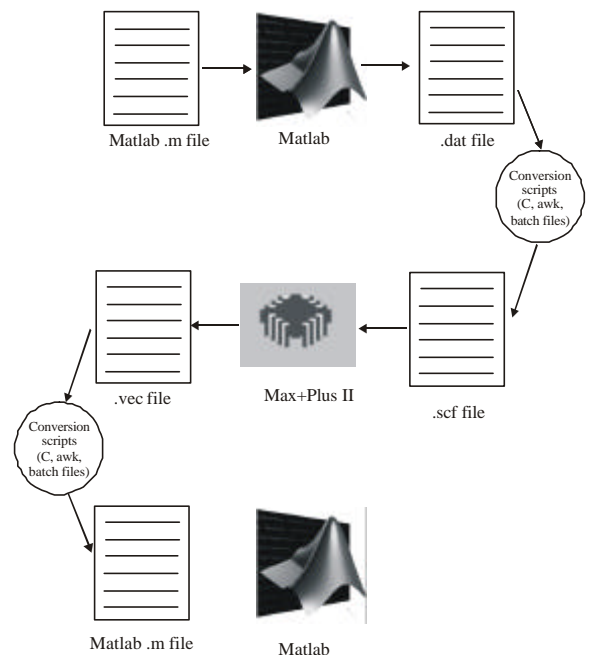 Matlab .m file
Matlab
.dat file
Conversion
scripts
(C, awk,
batch files)
.vec file
Max+Plus II
.scf file
Conversion
scripts
(C, awk,
batch files)
Matlab .m file
Matlab